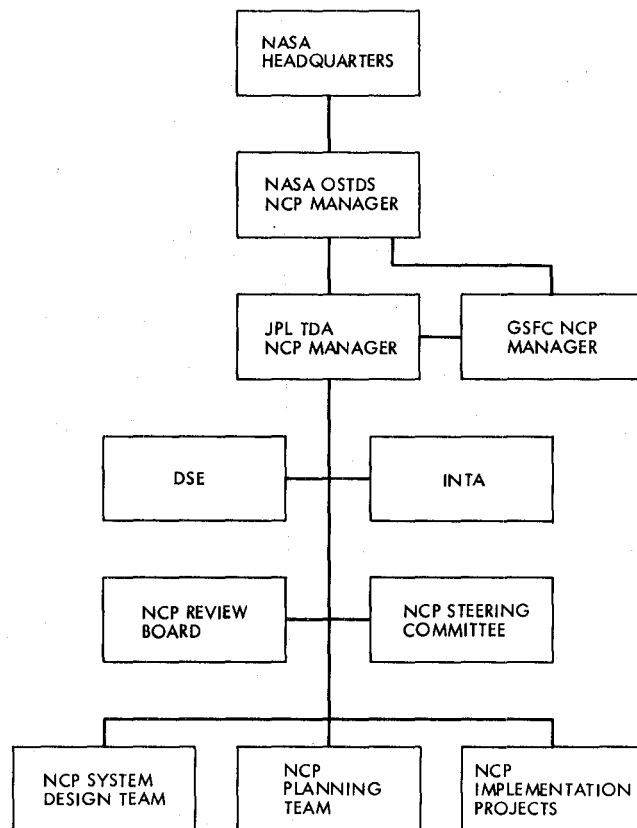 NASA
HEADQUARTERS
NASA OSTDS
NCP MANAGER
JPL TDA
NCP MANAGER
GSFC NCP
MANAGER
DSE
INTA
NCP REVIEW
BOARD
NCP STEERING
COMMITTEE
NCP SYSTEM
DESIGN TEAM
NCP
PLANNING
TEAM
NCP
IMPLEMENTATION
PROJECTS